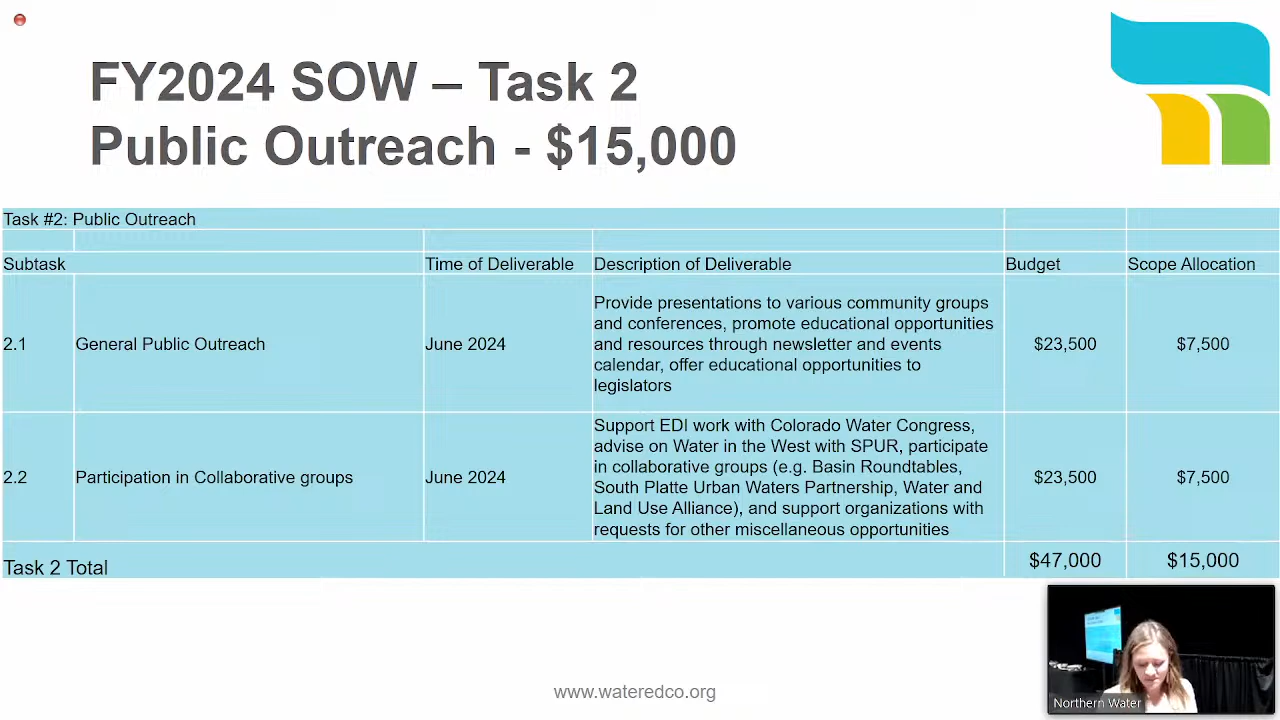 FY2024 SOW – Task 2
Public Outreach - $15,000
Task #2: Public Outreach
Subtask Time of Deliverable Description of Deliverable Budget Scope Allocation
2.1 General Public Outreach June 2024
Provide presentations to various community groups
and conferences, promote educational opportunities
and resources through newsletter and events
calendar, offer educational opportunities to
legislators
$23,500 $7,500
2.2 Participation in Collaborative groups June 2024
Support EDI work with Colorado Water Congress,
advise on Water in the West with SPUR, participate
in collaborative groups (e.g. Basin Roundtables,
South Platte Urban Waters Partnership, Water and
Land Use Alliance), and support organizations with
requests for other miscellaneous opportunities
$23,500 $7,500
Task 2 Total $47,000 $15,000
www.wateredco.org
Northern Water